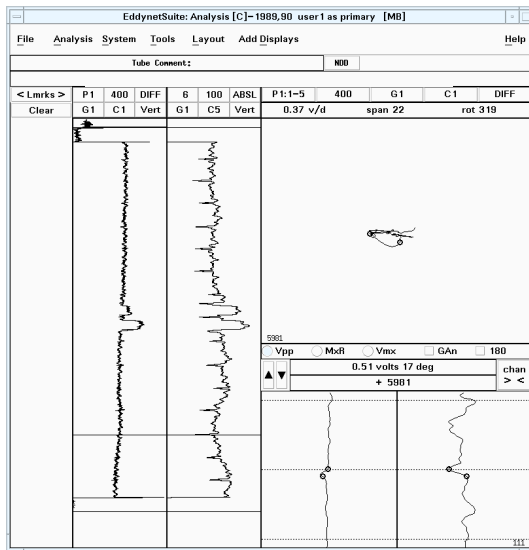 EddynetSuite: Analysis [C]-1989,90 user1 as primary [MB]
File Analysis System Tools Layout Add Displays Help
Tube Comment: NDD
< Lmrks > P1 400 DIFF 6 100 ABSL P1:1-5 400 G1 C1 DIFF
Clear G1 C1 Vert G1 C5 Vert 0.37 v/d span 22 rot 319
5981
Vpp MxR Vmx GAn 180
0.51 volts 17 deg chan
+ 5981 > <
111